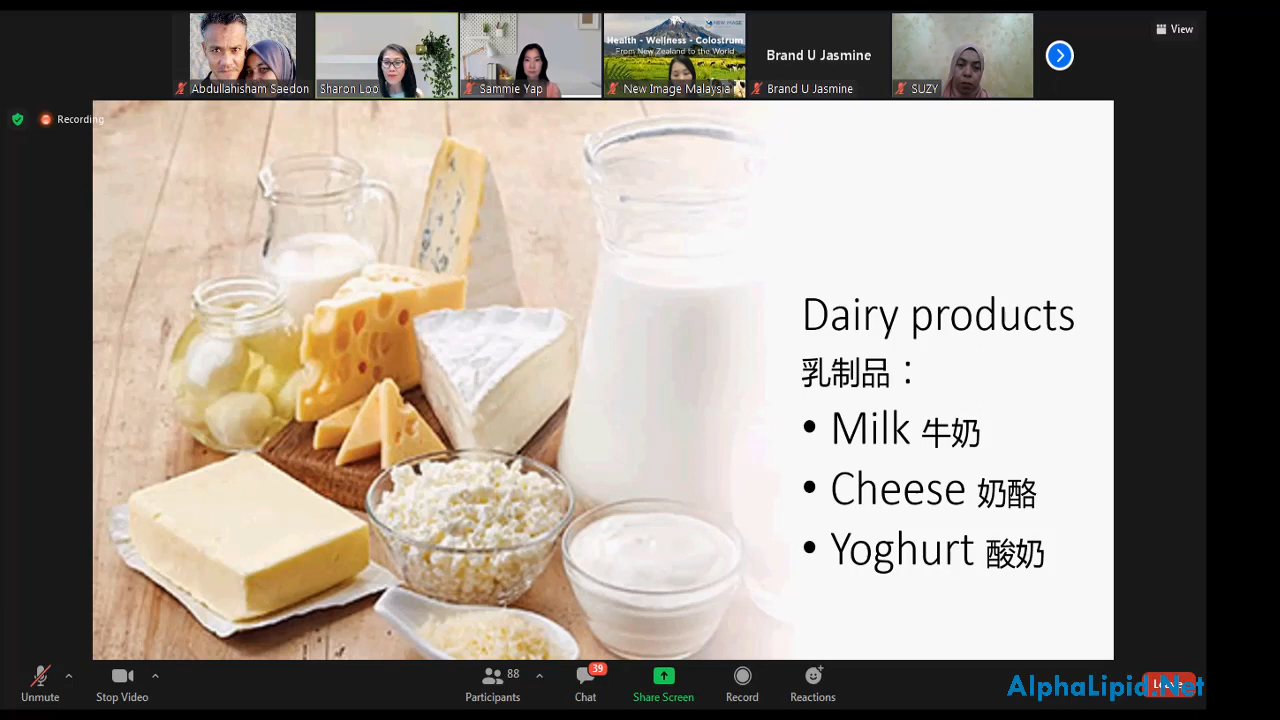 View
HEW IMAGE
Health - Wellness - Colostrum
From New Zealand to the World
Brand U Jasmine
Abdullahisham Saedon
Sharon Loo
Sammie Yap
New Image Malaysia
Brand U Jasmine
SUZY
Recording
Dairy products
乳制品：
• Milk 牛奶
• Cheese 奶酪
• Yoghurt 酸奶
88
39
Unmute
Stop Video
Participants
Chat
Share Screen
Record
Reactions
AlphaLipid.Net